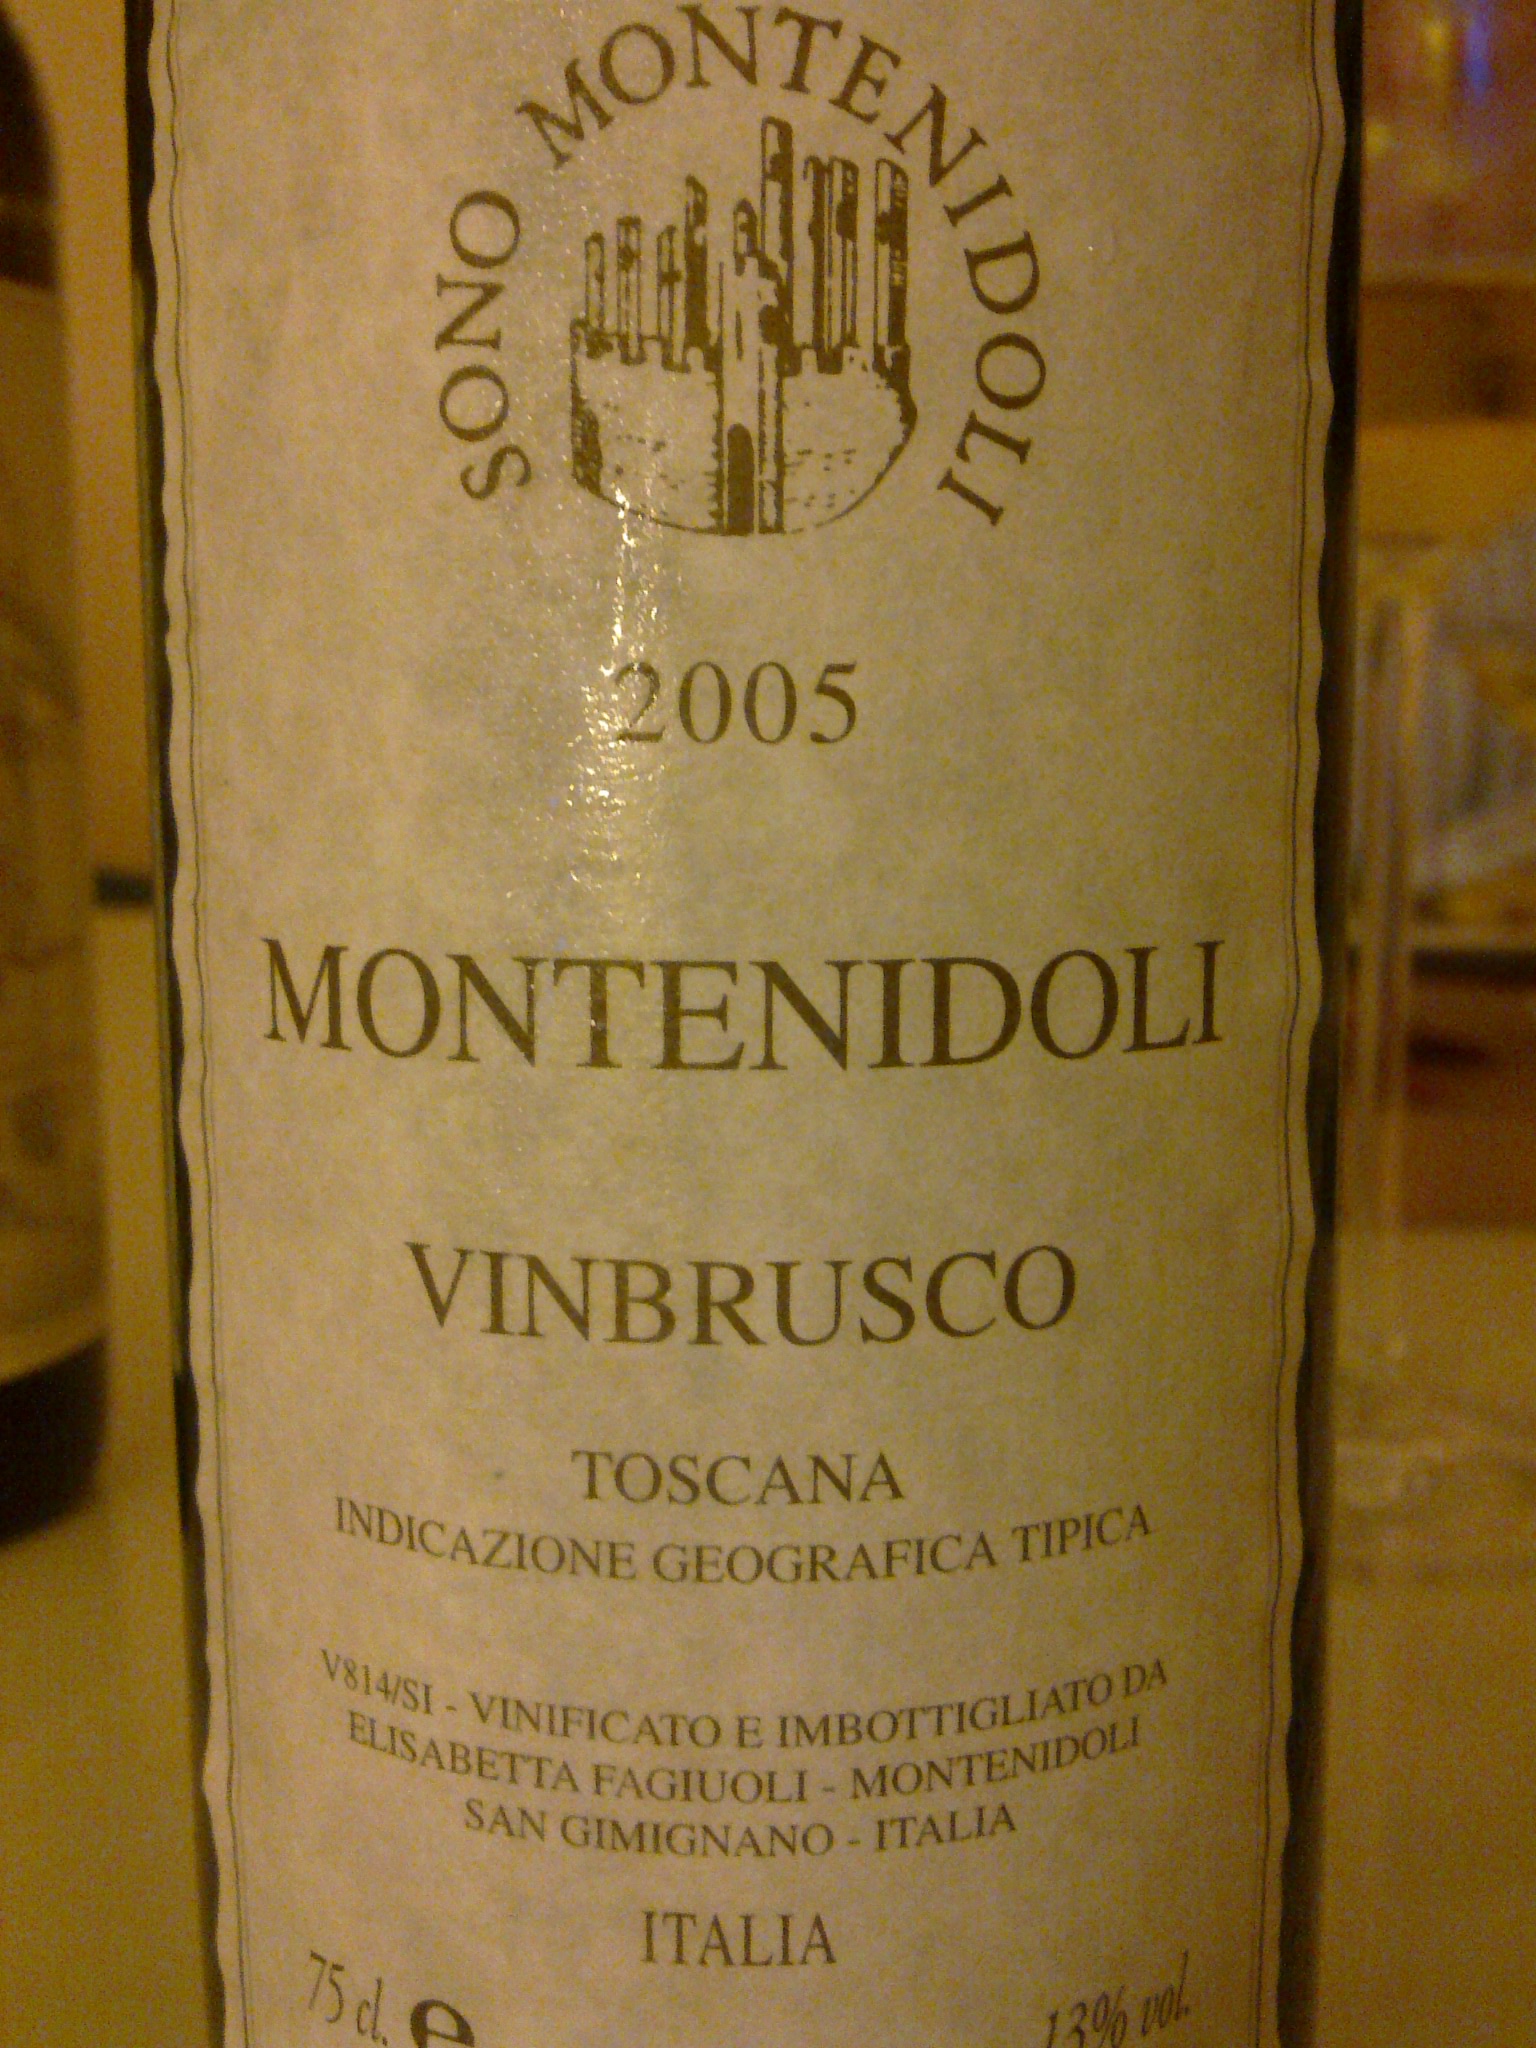 SONO MONTENIDOLI
2005
MONTENIDOLI
VINBRUSCO
TOSCANA
INDICAZIONE GEOGRAFICA TIPICA
V814/SI - VINIFICATO E IMBOTTIGLIATO DA
ELISABETTA FAGIUOLI - MONTENIDOLI
SAN GIMIGNANO - ITALIA
ITALIA
75 cl. e 13% vol.